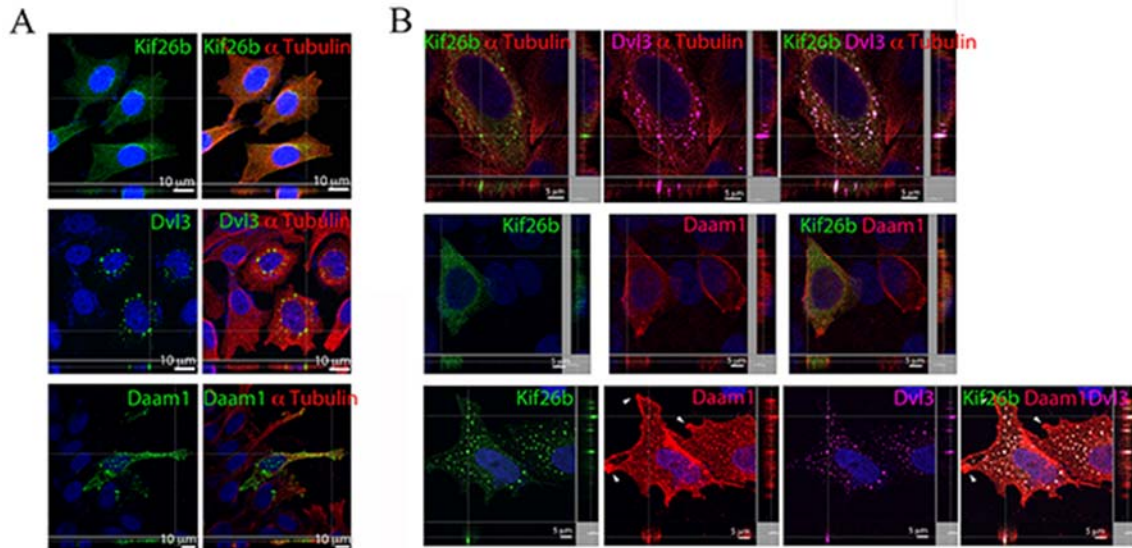 A
B
Kif26b
Kif26b α Tubulin
10 μm
10 μm
Dvl3
Dvl3 α Tubulin
10 μm
10 μm
Daam1
Daam1 α Tubulin
10 μm
10 μm
Kif26b α Tubulin
Dvl3 α Tubulin
Kif26b Dvl3 α Tubulin
5 μm
5 μm
5 μm
Kif26b
Daam1
Kif26b Daam1
5 μm
5 μm
5 μm
Kif26b
Daam1
Dvl3
Kif26b Daam1Dvl3
5 μm
5 μm
5 μm
5 μm